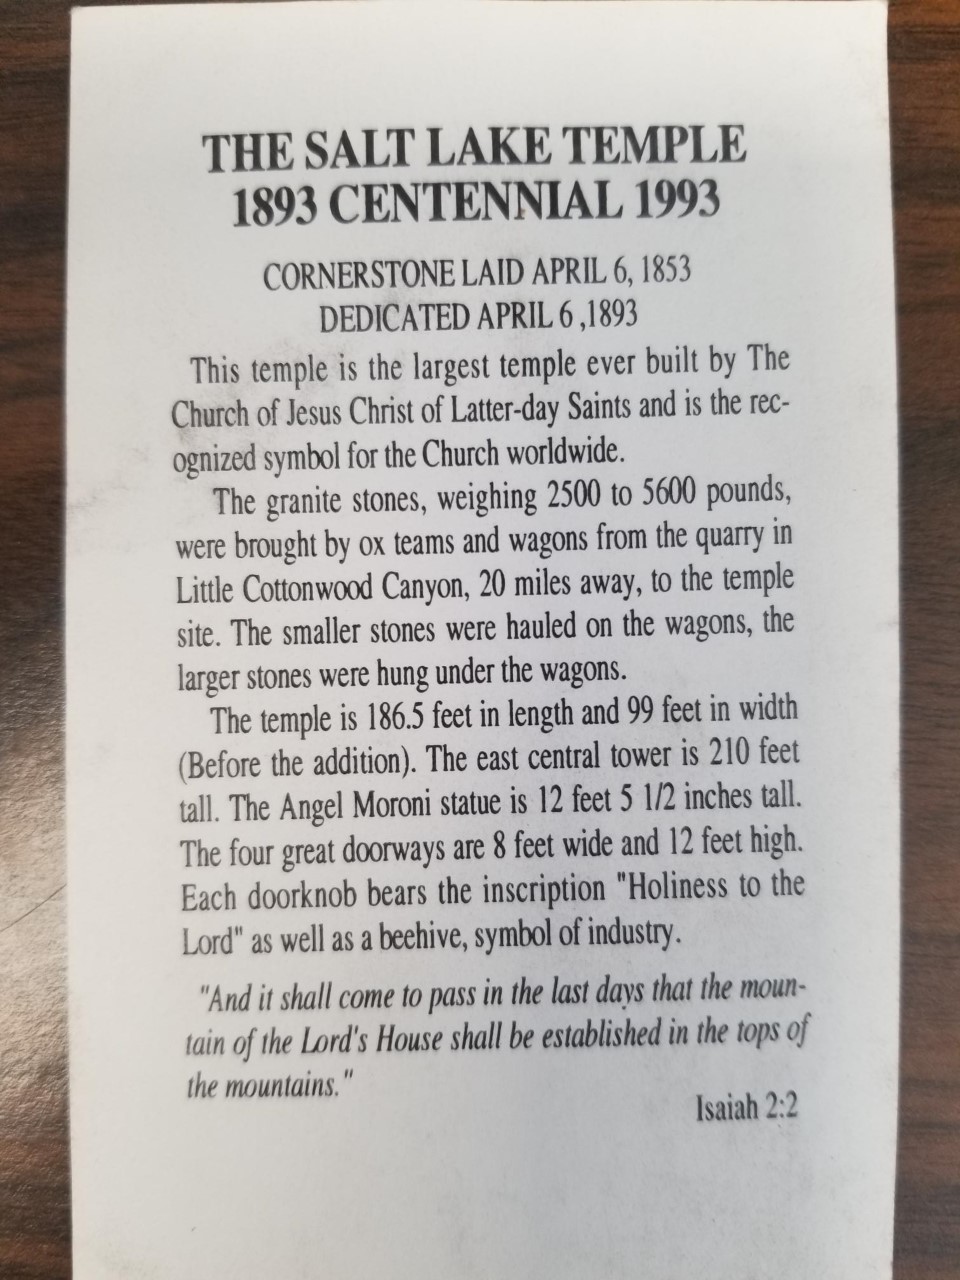 THE SALT LAKE TEMPLE
1893 CENTENNIAL 1993
CORNERSTONE LAID APRIL 6, 1853
DEDICATED APRIL 6 ,1893
This temple is the largest temple ever built by The
Church of Jesus Christ of Latter-day Saints and is the rec-
ognized symbol for the Church worldwide.
The granite stones, weighing 2500 to 5600 pounds,
were brought by ox teams and wagons from the quarry in
Little Cottonwood Canyon, 20 miles away, to the temple
site. The smaller stones were hauled on the wagons, the
larger stones were hung under the wagons.
The temple is 186.5 feet in length and 99 feet in width
(Before the addition). The east central tower is 210 feet
tall. The Angel Moroni statue is 12 feet 5 1/2 inches tall.
The four great doorways are 8 feet wide and 12 feet high.
Each doorknob bears the inscription "Holiness to the
Lord" as well as a beehive, symbol of industry.
"And it shall come to pass in the last days that the moun-
tain of the Lord's House shall be established in the tops of
the mountains."
Isaiah 2:2